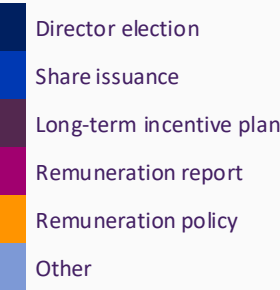 Director election
Share issuance
Long-term incentive plan
Remuneration report
Remuneration policy
Other